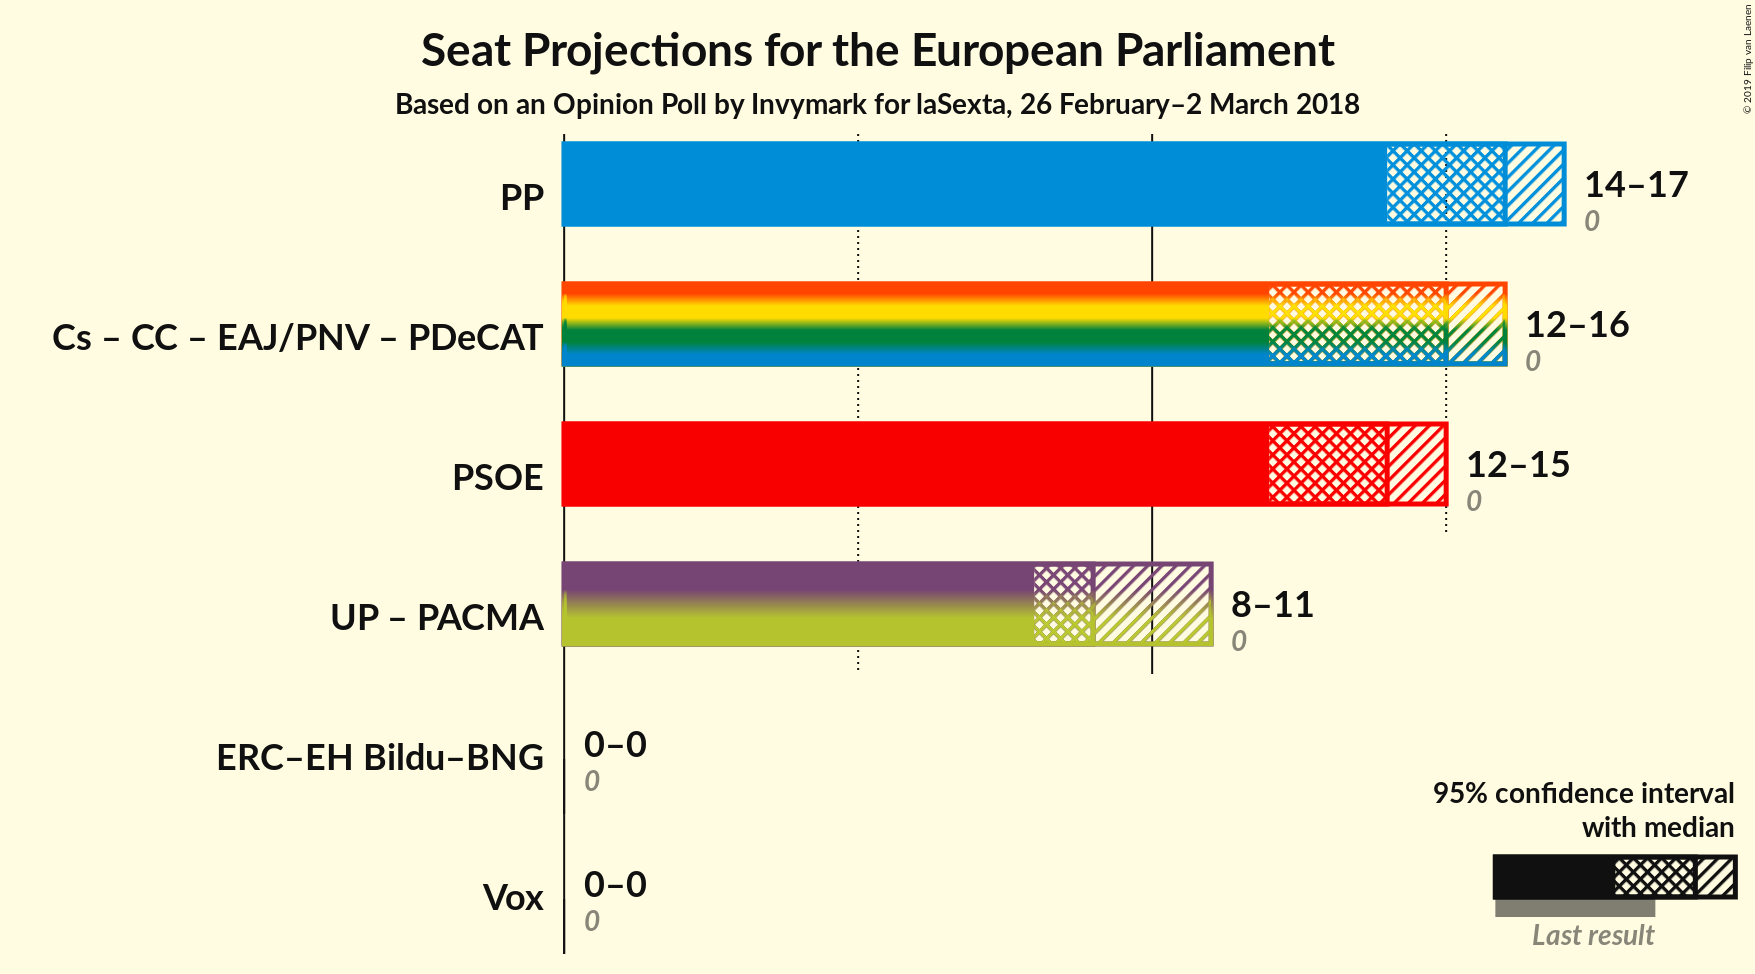 Seat Projections for the European Parliament
Based on an Opinion Poll by Invymark for laSexta, 26 February–2 March 2018
© 2019 Filip van Laenen
PP
14–17
0
Cs – CC – EAJ/PNV – PDeCAT
12–16
0
PSOE
12–15
0
UP – PACMA
8–11
0
ERC–EH Bildu–BNG
0–0
0
Vox
0–0
0
95% confidence interval
with median
Last result